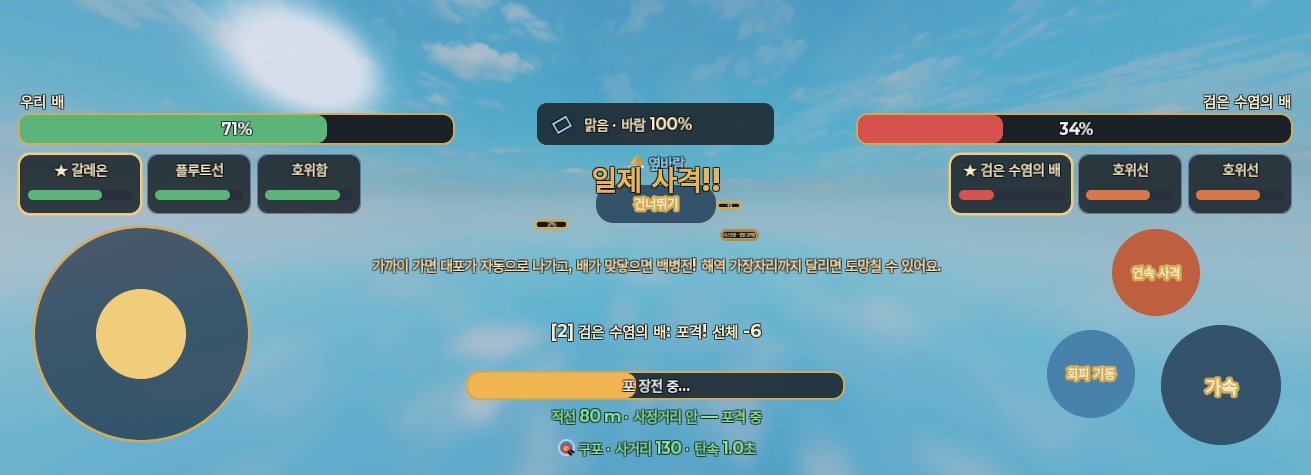 우리 배
검은 수염의 배
71%
맑음 · 바람 100%
34%
★ 갈레온
플루트선
호위함
옆바람
일제 사격!!
건너뛰기
★ 검은 수염의 배
호위선
호위선
가까이 가면 대포가 자동으로 나가고, 배가 맞닿으면 백병전! 해역 가장자리까지 달리면 도망칠 수 있어요.
연속 사격
[2] 검은 수염의 배: 포격! 선체 -6
회피 기동
가속
포 장전 중...
적선 80 m · 사정거리 안 — 포격 중
구포 · 사거리 130 · 탄속 1.0초